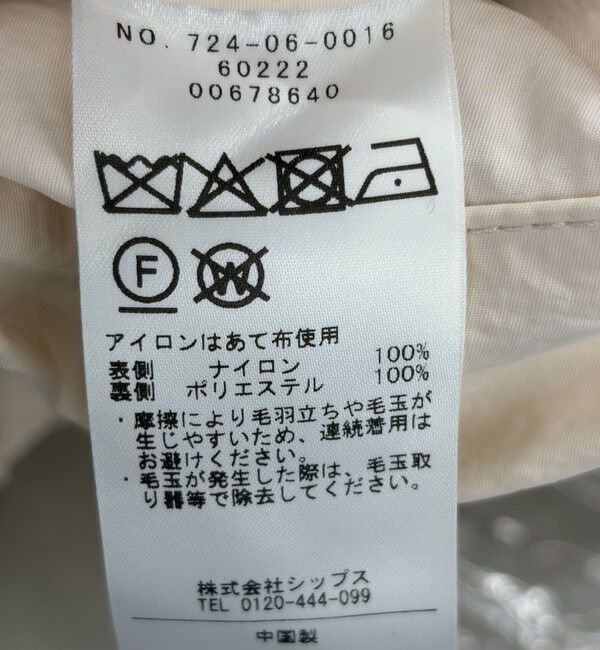 NO. 724-06-0016
60222
00678640
F W
アイロンはあて布使用
表側 ナイロン 100%
裏側 ポリエステル 100%
・摩擦により毛羽立ちや毛玉が
生じやすいため、連続着用は
お避けください。
・毛玉が発生した際は、毛玉取
り器等で除去してください。
株式会社シップス
TEL 0120-444-099
中国製